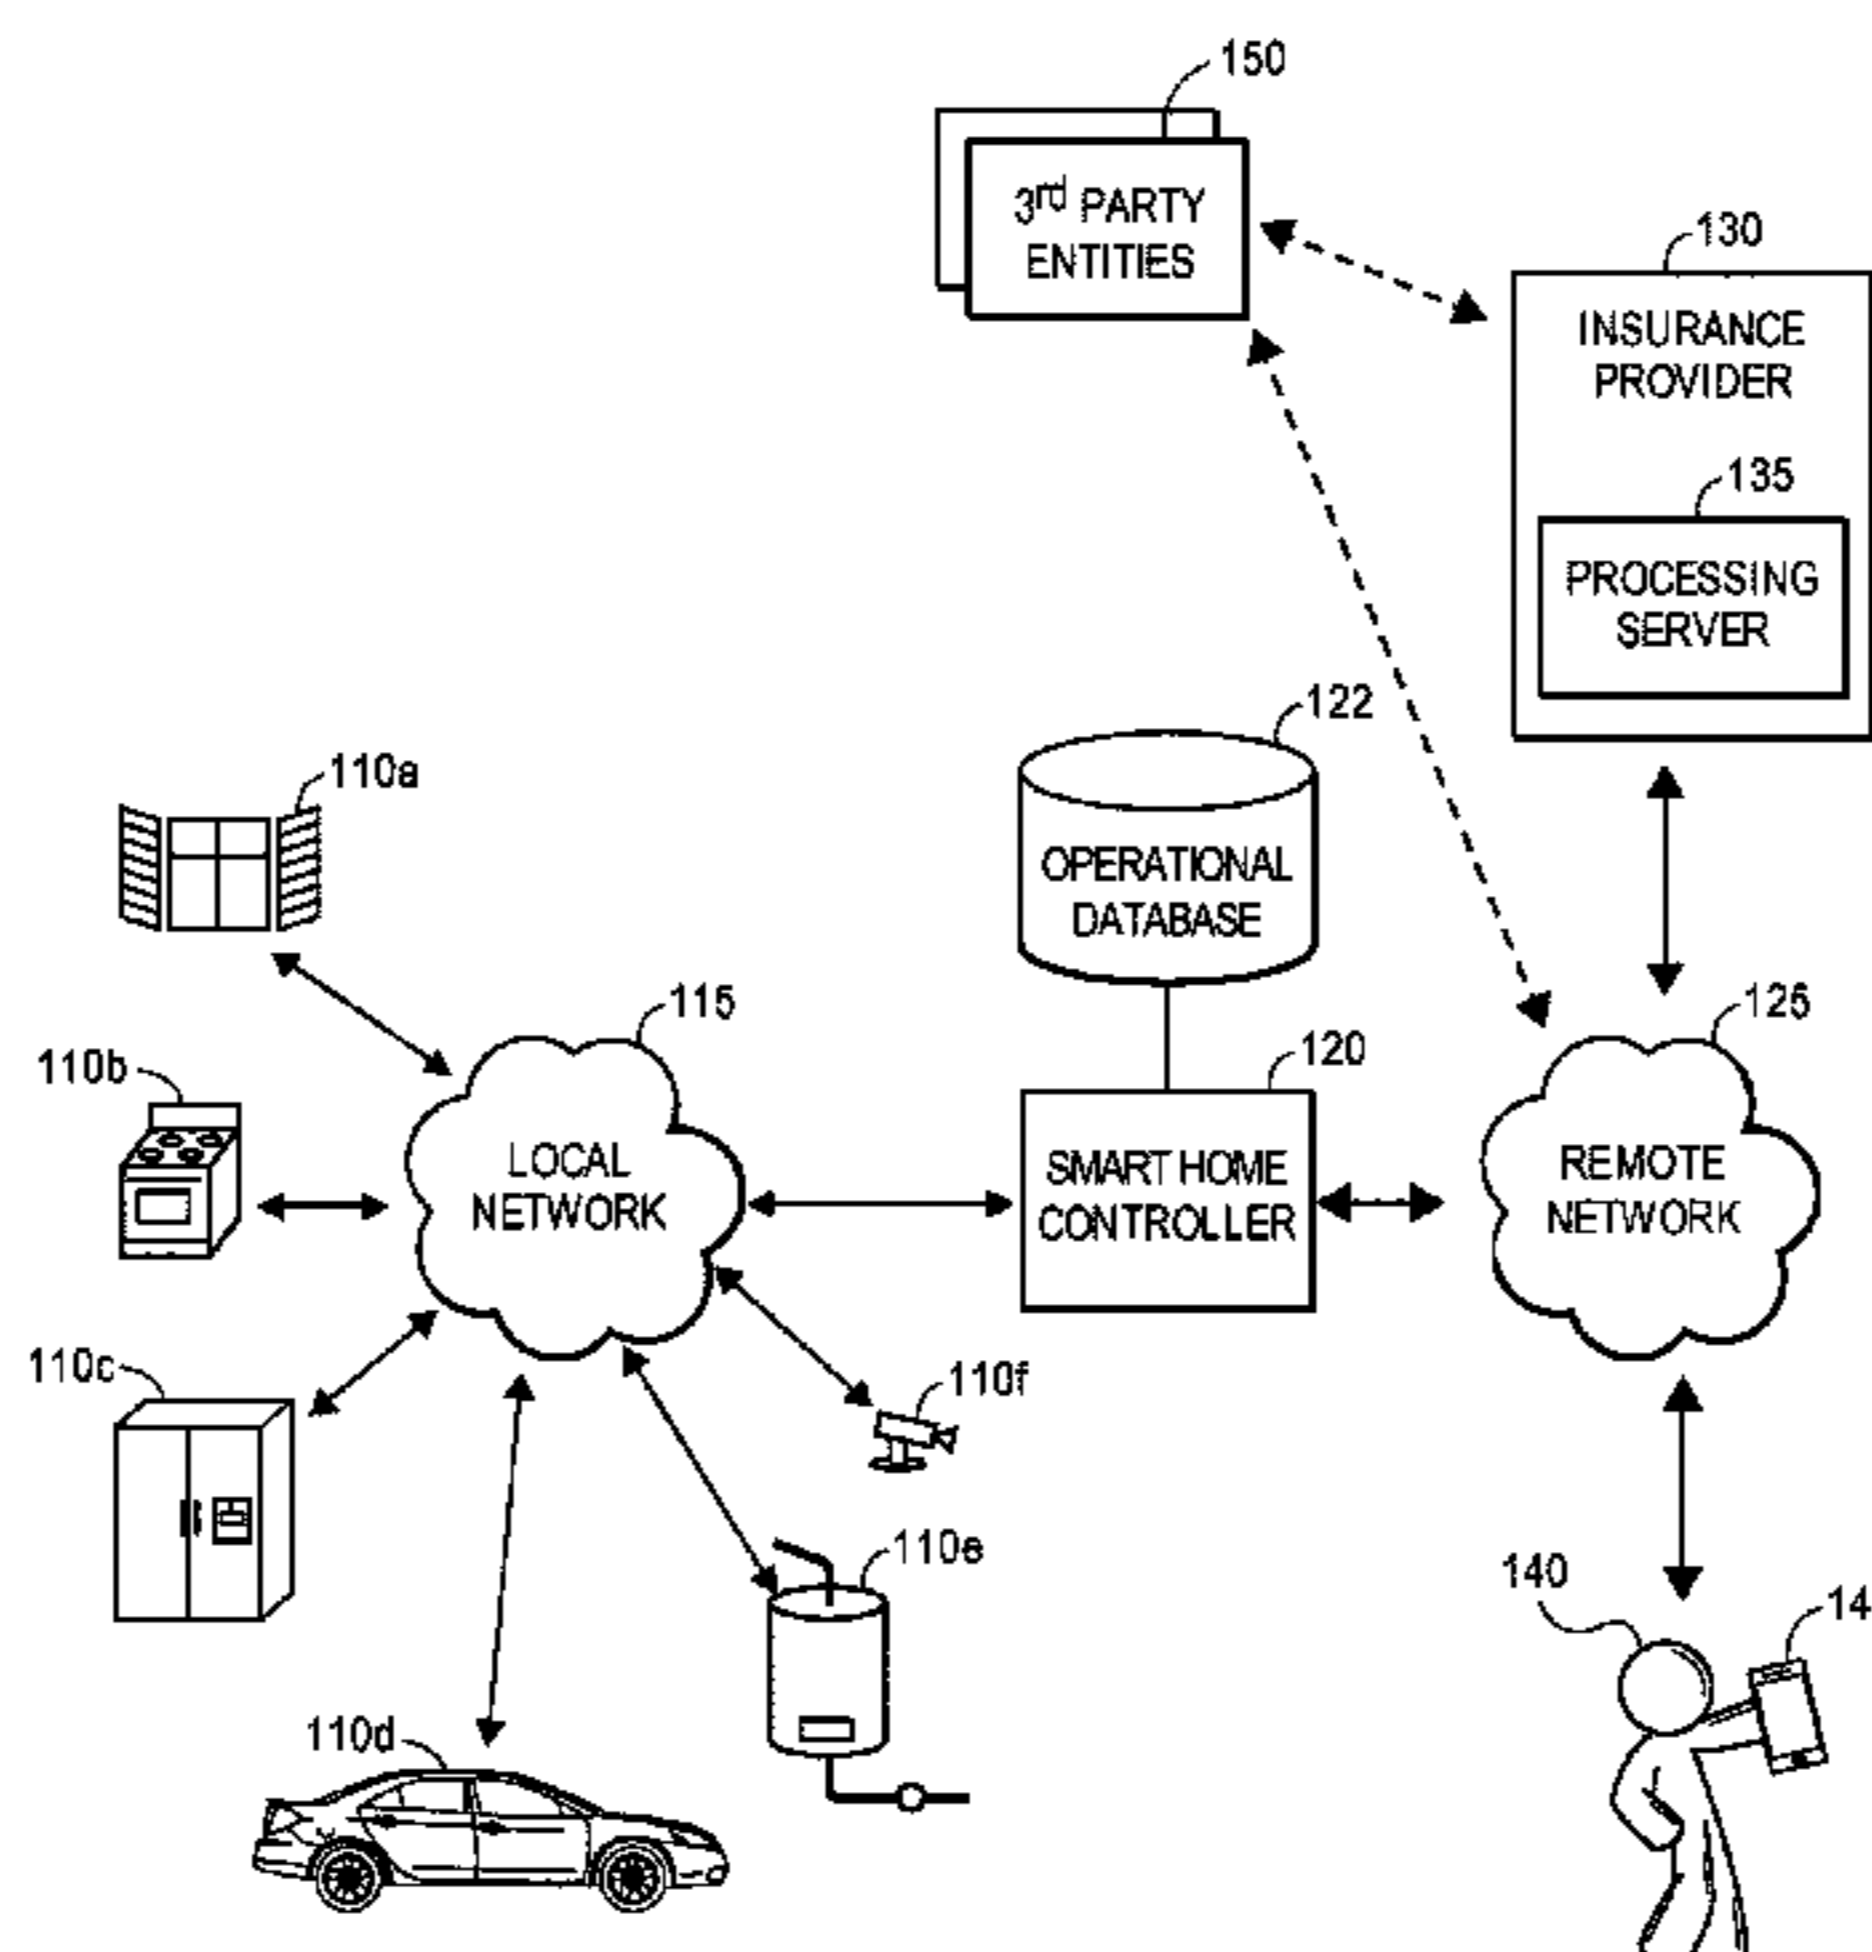 150
3rd PARTY
ENTITIES
130
INSURANCE
PROVIDER
135
PROCESSING
SERVER
122
OPERATIONAL
DATABASE
110a
115
125
120
110b
LOCAL
NETWORK
SMART HOME
CONTROLLER
REMOTE
NETWORK
110c
110f
110e
140
14
110d